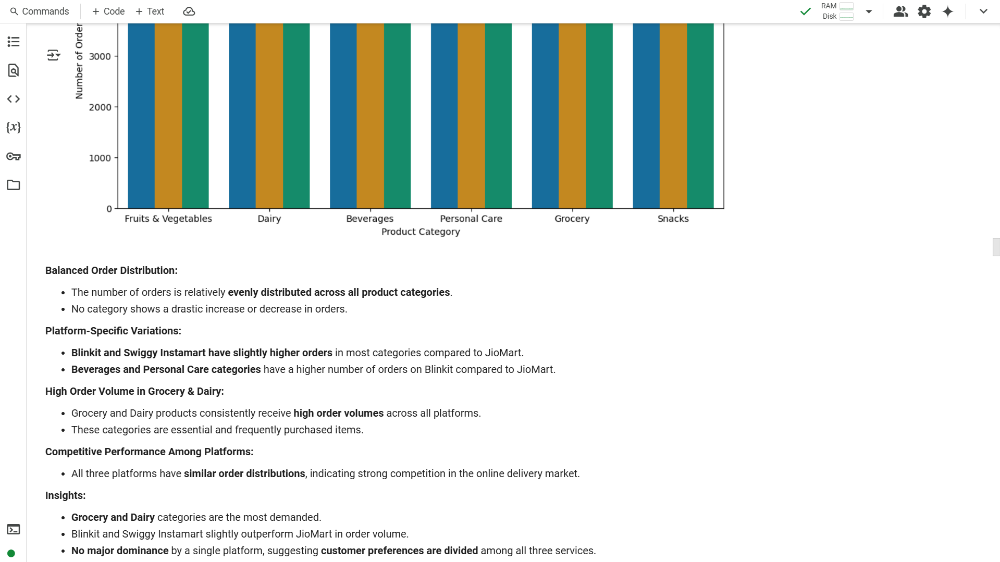 Commands + Code + Text
RAM
Disk
Number of Order
3000
2000
1000
0
Fruits & Vegetables Dairy Beverages Personal Care Grocery Snacks
Product Category
{x}
Balanced Order Distribution:
• The number of orders is relatively evenly distributed across all product categories.
• No category shows a drastic increase or decrease in orders.
Platform-Specific Variations:
• Blinkit and Swiggy Instamart have slightly higher orders in most categories compared to JioMart.
• Beverages and Personal Care categories have a higher number of orders on Blinkit compared to JioMart.
High Order Volume in Grocery & Dairy:
• Grocery and Dairy products consistently receive high order volumes across all platforms.
• These categories are essential and frequently purchased items.
Competitive Performance Among Platforms:
• All three platforms have similar order distributions, indicating strong competition in the online delivery market.
Insights:
• Grocery and Dairy categories are the most demanded.
• Blinkit and Swiggy Instamart slightly outperform JioMart in order volume.
• No major dominance by a single platform, suggesting customer preferences are divided among all three services.